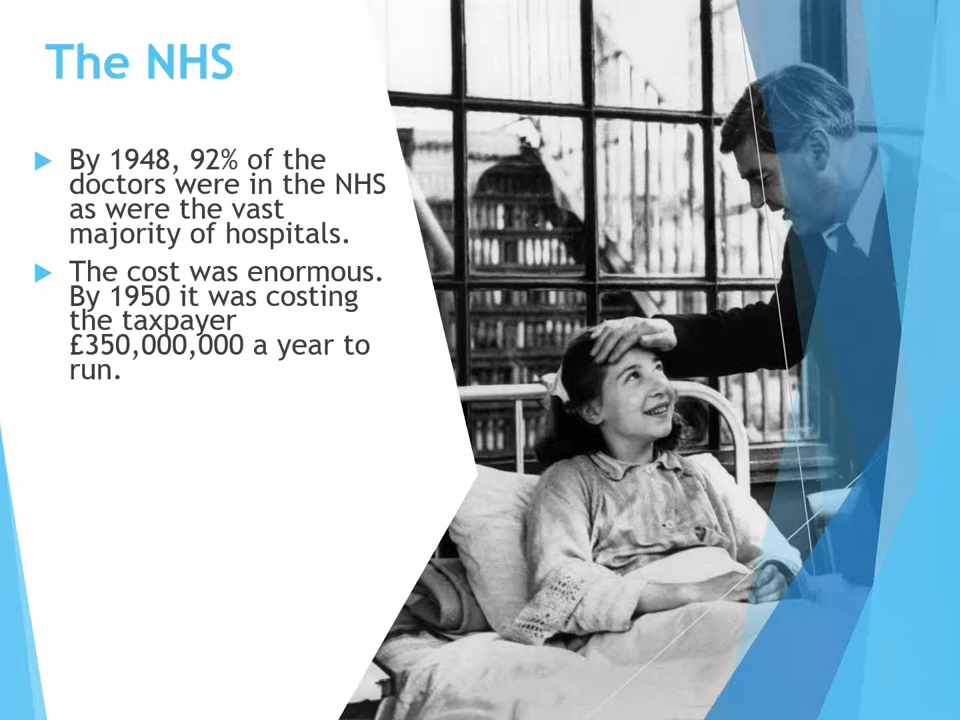 The NHS
By 1948, 92% of the
doctors were in the NHS
as were the vast
majority of hospitals.
The cost was enormous.
By 1950 it was costing
the taxpayer
£350,000,000 a year to
run.